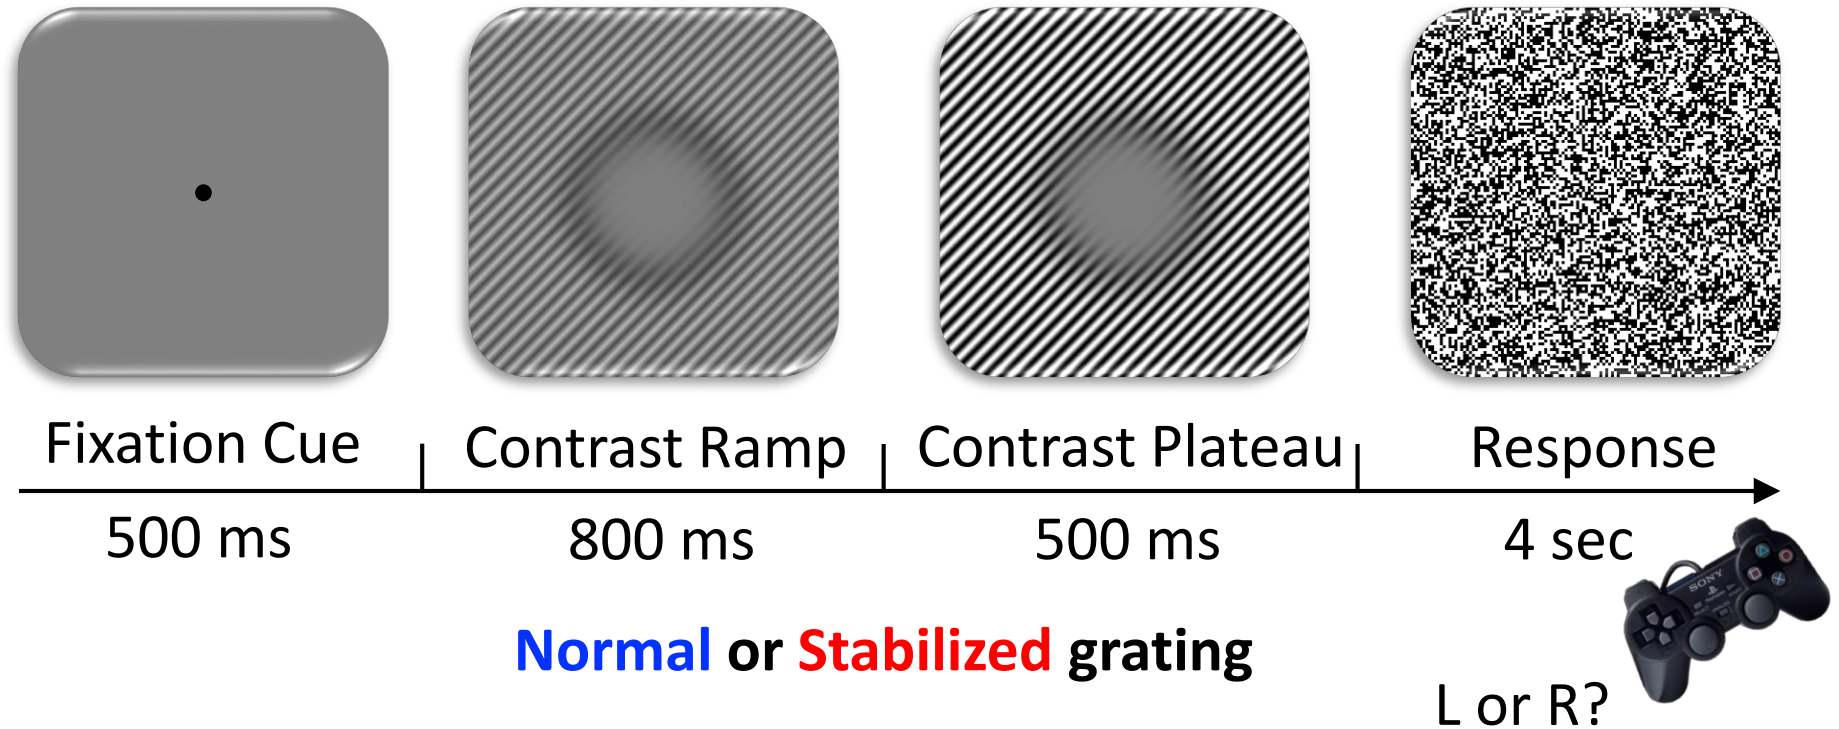 Fixation Cue
Contrast Ramp
Contrast Plateau
Response
500 ms
800 ms
500 ms
4 sec
SONY
Normal or Stabilized grating
L or R?